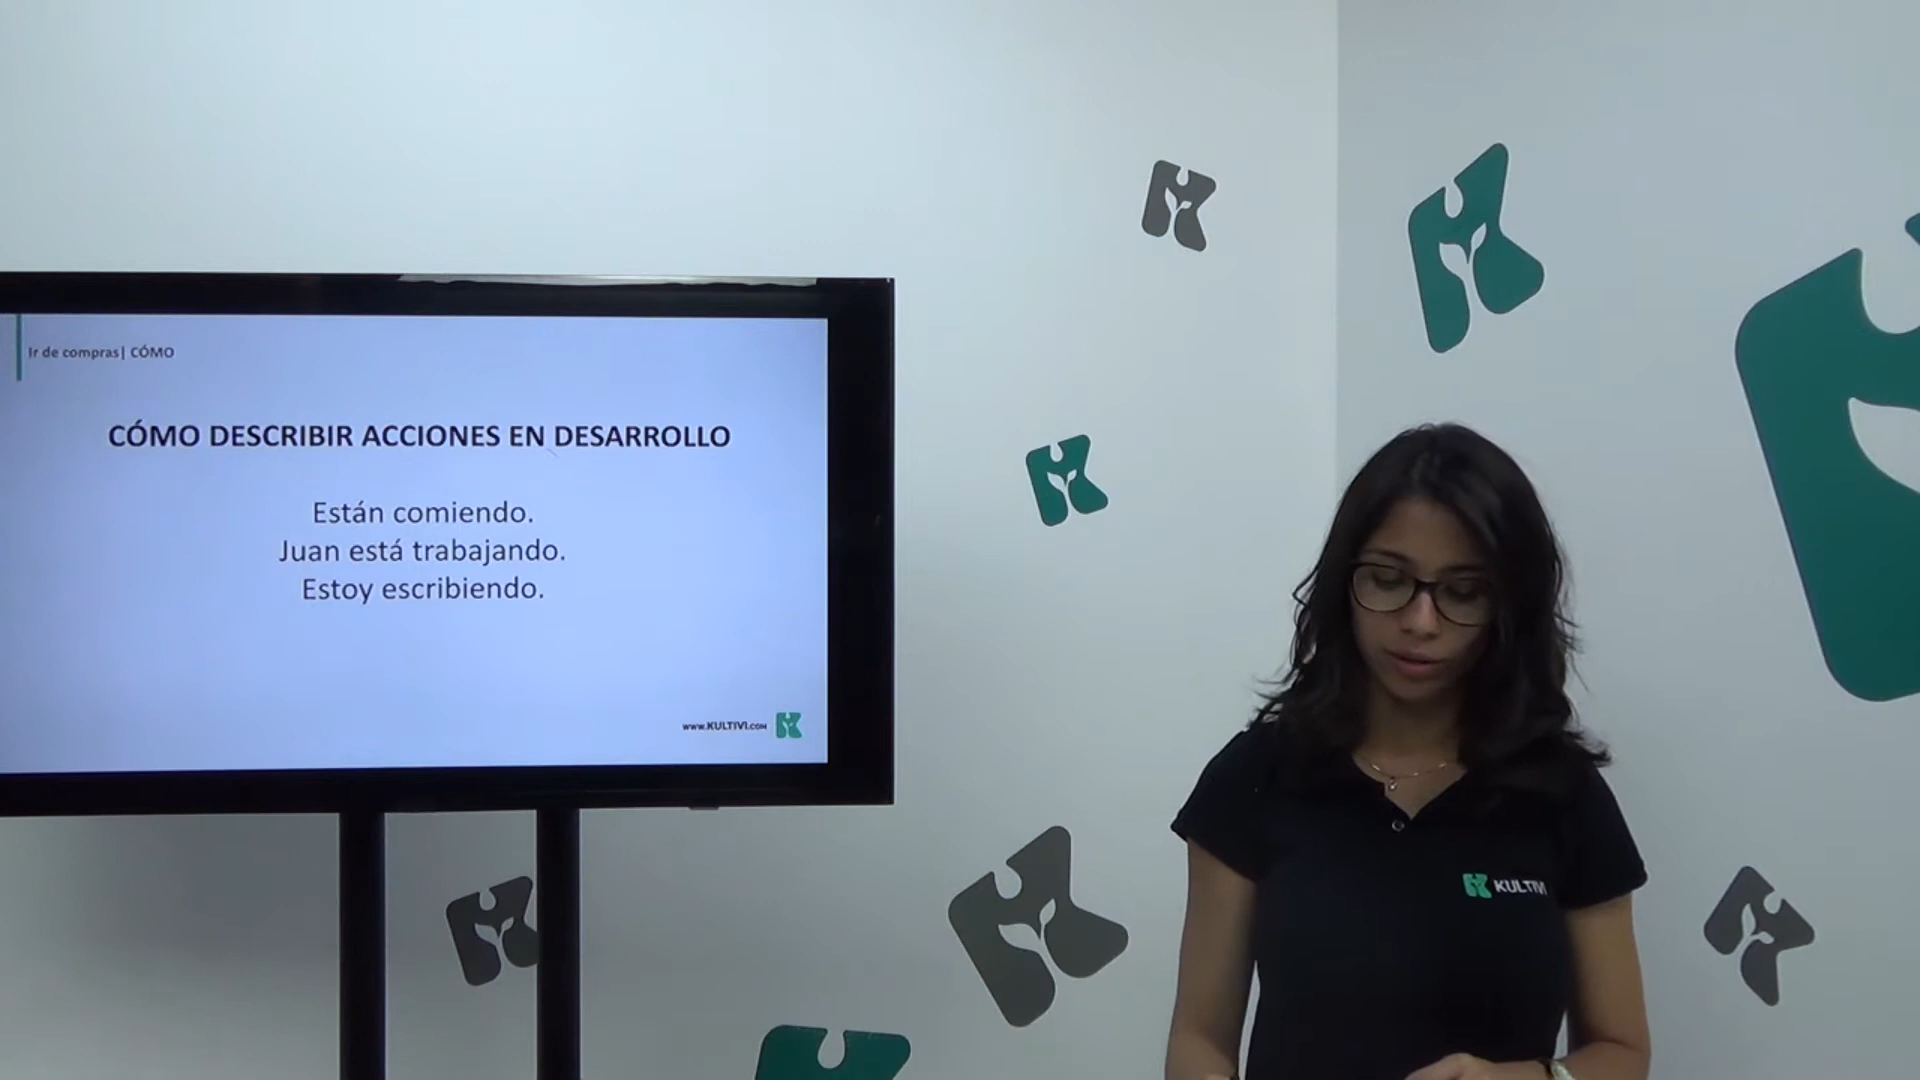 Ir de compras| CÓMO
CÓMO DESCRIBIR ACCIONES EN DESARROLLO
Están comiendo.
Juan está trabajando.
Estoy escribiendo.
www.KULTIVI.COM
KULTIVI